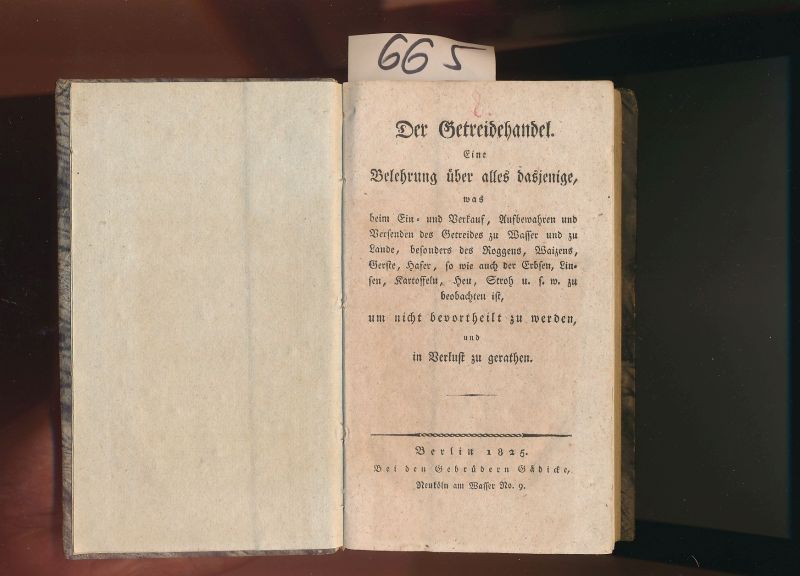 665
Der Getreidehandel.
Eine
Belehrung über alles dasjenige,
was
beim Ein- und Verkauf, Aufbewahren und
Versenden des Getreides zu Wasser und zu
Lande, besonders des Roggens, Waizens,
Gerste, Hafer, so wie auch der Erbsen, Lin-
sen, Kartoffeln, Heu, Stroh u. s. w. zu
beobachten ist,
um nicht bevortheilt zu werden,
und
in Verlust zu gerathen.
Berlin 1825.
Bei den Gebrüdern Gädicke,
Neuköln am Wasser No. 9.